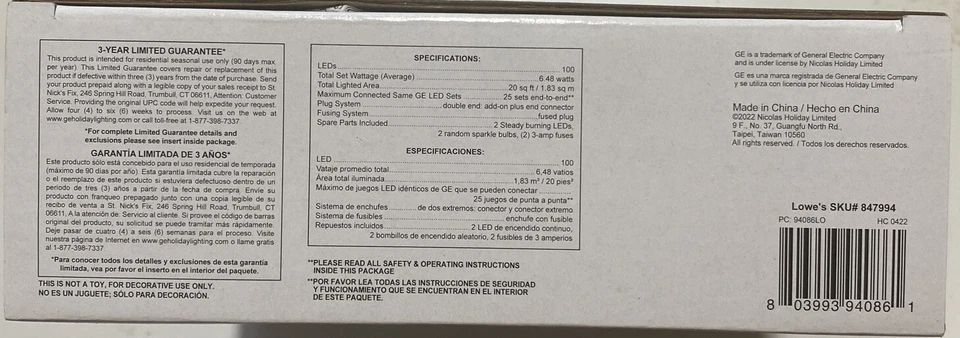 3-YEAR LIMITED GUARANTEE*
This product is intended for residential seasonal use only (90 days max.
per year). This Limited Guarantee covers repair or replacement of this
product if defective within three (3) years from the date of purchase. Send
your product prepaid along with a legible copy of your sales receipt to St.
Nick's Fix, 246 Spring Hill Road, Trumbull, CT 06611, Attention: Customer
Service. Providing the original UPC code will help expedite your request.
Allow four (4) to six (6) weeks to process. Visit us on the web at
www.geholidaylighting.com or call toll-free at 1-877-398-7337.
*For complete Limited Guarantee details and
exclusions please see insert inside package.
GARANTÍA LIMITADA DE 3 AÑOS*
Este producto sólo está concebido para el uso residencial de temporada
(máximo de 90 días por año). Esta garantía limitada cubre la reparación
o el reemplazo de este producto si estuviera defectuoso dentro de un
período de tres (3) años a partir de la fecha de compra. Envíe su
producto con franqueo prepagado junto con una copia legible de su
recibo de venta a St. Nick's Fix, 246 Spring Hill Road, Trumbull, CT
06611, A la atención de: Servicio al cliente. Si provee el código de barras
original del producto, su solicitud se puede tramitar más rápidamente.
Deje pasar de cuatro (4) a seis (6) semanas para el proceso. Visite
nuestra página de Internet en www.geholidaylighting.com o llame gratis
al 1-877-398-7337.
*Para conocer todos los detalles y exclusiones de esta garantía
limitada, vea por favor el inserto en el interior del paquete.
THIS IS NOT A TOY, FOR DECORATIVE USE ONLY.
NO ES UN JUGUETE; SÓLO PARA DECORACIÓN.
SPECIFICATIONS:
LEDs 100
Total Set Wattage (Average) 6.48 watts
Total Lighted Area 20 sq ft / 1.83 sq m
Maximum Connected Same GE LED Sets 25 sets end-to-end**
Plug System double end: add-on plus end connector
Fusing System fused plug
Spare Parts Included 2 Steady burning LEDs,
2 random sparkle bulbs, (2) 3-amp fuses
ESPECIFICACIONES:
LED 100
Vataje promedio total 6,48 vatios
Área total iluminada 1,83 m² / 20 pies²
Máximo de juegos LED idénticos de GE que se pueden conectar
25 juegos de punta a punta**
Sistema de enchufes de dos extremos: conector y conector extremo
Sistema de fusibles enchufe con fusible
Repuestos incluidos 2 LED de encendido continuo,
2 bombillos de encendido aleatorio, 2 fusibles de 3 amperios
**PLEASE READ ALL SAFETY & OPERATING INSTRUCTIONS
INSIDE THIS PACKAGE
**POR FAVOR LEA TODAS LAS INSTRUCCIONES DE SEGURIDAD
Y FUNCIONAMIENTO QUE SE ENCUENTRAN EN EL INTERIOR
DE ESTE PAQUETE.
GE is a trademark of General Electric Company
and is under license by Nicolas Holiday Limited
GE es una marca registrada de General Electric Company
y se utiliza con licencia por Nicolas Holiday Limited
Made in China / Hecho en China
©2022 Nicolas Holiday Limited
9 F., No. 37, Guangfu North Rd.,
Taipei, Taiwan 10560
All rights reserved. / Todos los derechos reservados.
Lowe's SKU# 847994
PC: 94086LO HC 0422
8 03993 94086 1